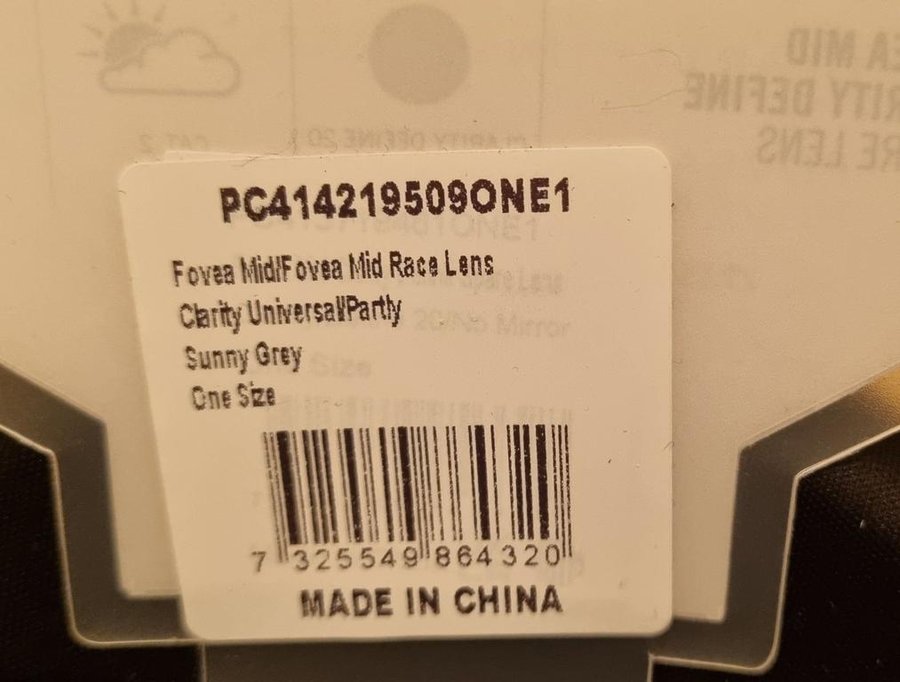 PC414219509ONE1
Fovea Mid/Fovea Mid Race Lens
Clarity Universal/Partly
Sunny Grey
One Size
7 325549 864320
MADE IN CHINA